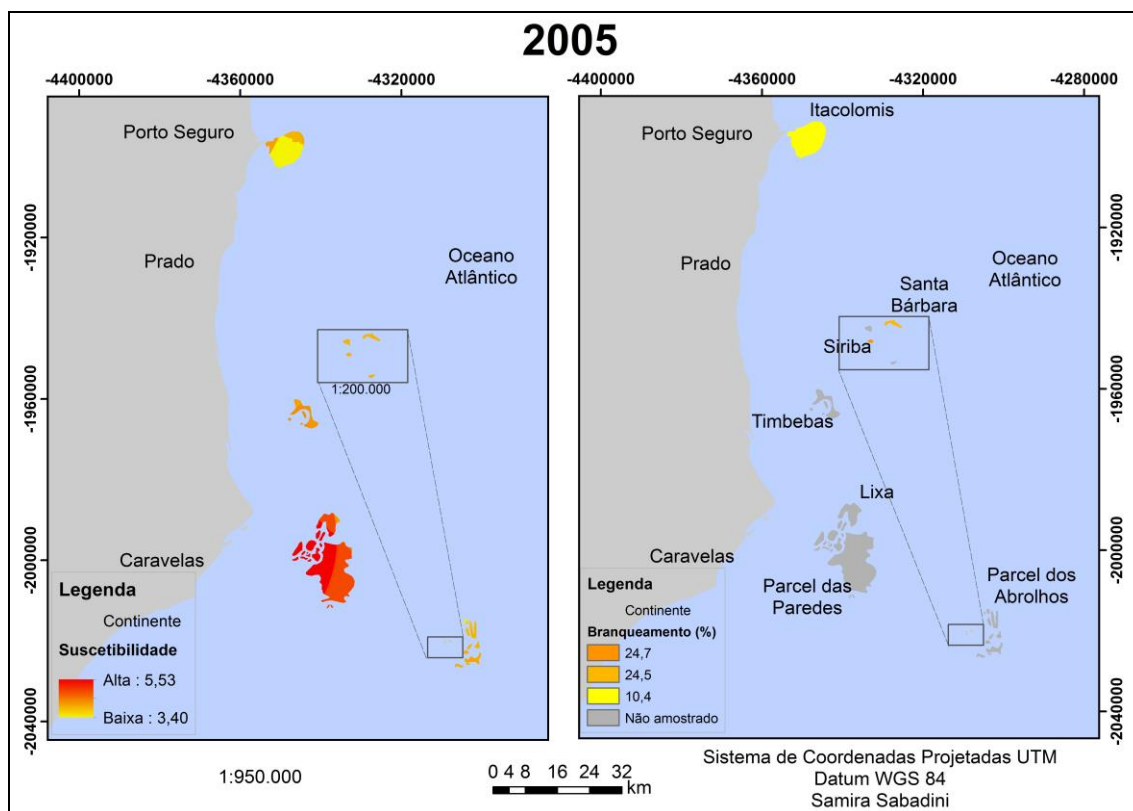 2005
-4400000
-4360000
-4320000
Porto Seguro
Prado
Oceano
Atlântico
1:200.000
Caravelas
Legenda
Continente
Suscetibilidade
Alta : 5,53
Baixa : 3,40
-1920000
-1960000
-2000000
-2040000
1:950.000
-4400000
-4360000
-4320000
-4280000
Itacolomis
Porto Seguro
Prado
Oceano
Atlântico
Santa
Bárbara
Siriba
Timbebas
Lixa
Caravelas
Parcel das
Paredes
Parcel dos
Abrolhos
Legenda
Continente
Branqueamento (%)
24,7
24,5
10,4
Não amostrado
-1920000
-1960000
-2000000
-2040000
0 4 8 16 24 32
km
Sistema de Coordenadas Projetadas UTM
Datum WGS 84
Samira Sabadini